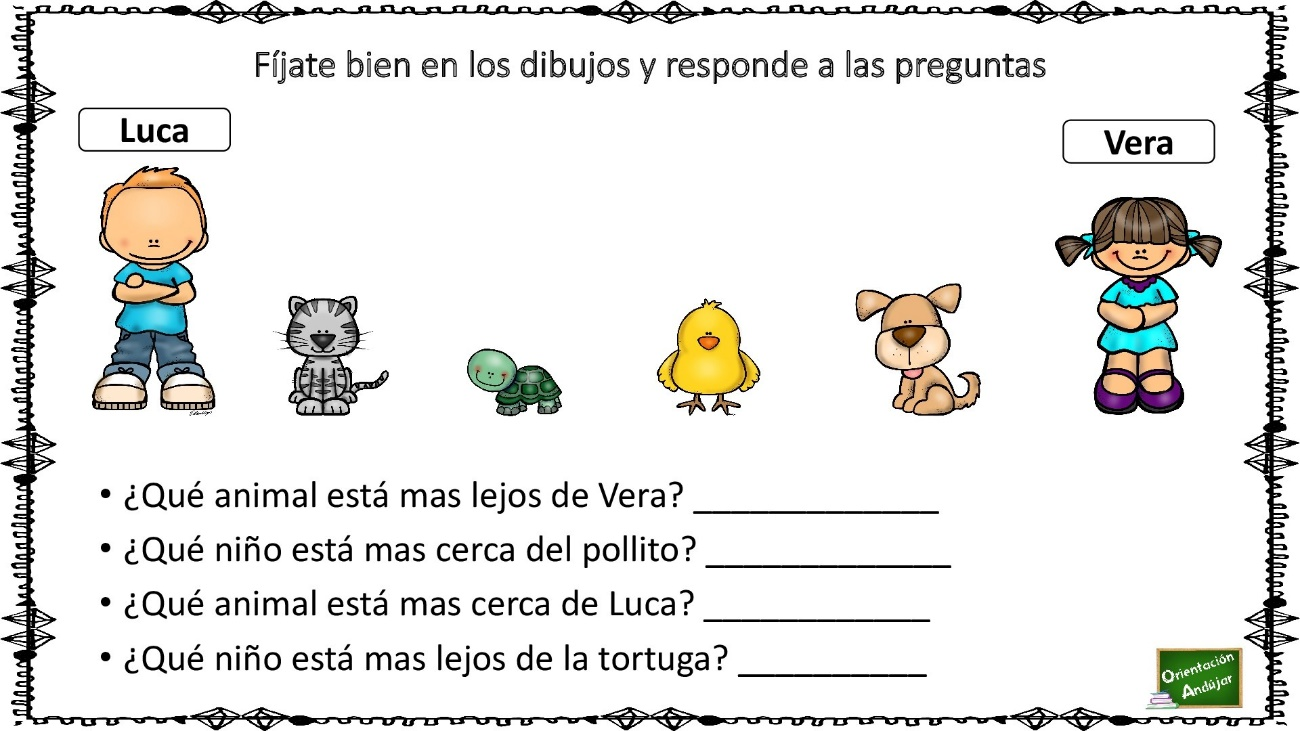 Fíjate bien en los dibujos y responde a las preguntas
Luca
Vera
• ¿Qué animal está mas lejos de Vera? _____________
• ¿Qué niño está mas cerca del pollito? _____________
• ¿Qué animal está mas cerca de Luca? ____________
• ¿Qué niño está mas lejos de la tortuga? __________
Orientación
Andújar